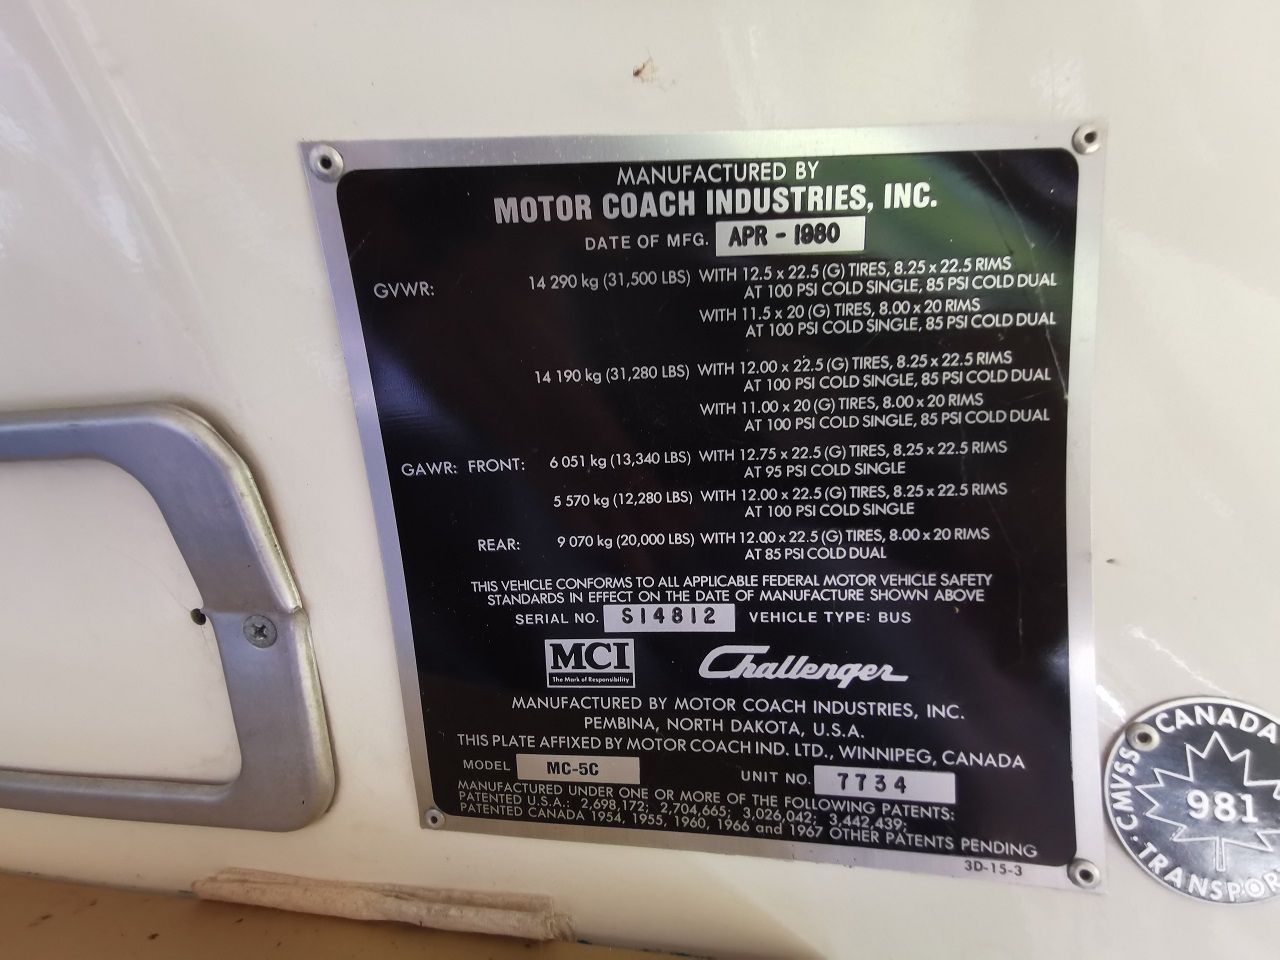 MANUFACTURED BY
MOTOR COACH INDUSTRIES, INC.
DATE OF MFG. APR - 1980
GVWR: 14 290 kg (31,500 LBS) WITH 12.5 x 22.5 (G) TIRES, 8.25 x 22.5 RIMS
AT 100 PSI COLD SINGLE, 85 PSI COLD DUAL
WITH 11.5 x 20 (G) TIRES, 8.00 x 20 RIMS
AT 100 PSI COLD SINGLE, 85 PSI COLD DUAL
14 190 kg (31,280 LBS) WITH 12.00 x 22.5 (G) TIRES, 8.25 x 22.5 RIMS
AT 100 PSI COLD SINGLE, 85 PSI COLD DUAL
WITH 11.00 x 20 (G) TIRES, 8.00 x 20 RIMS
AT 100 PSI COLD SINGLE, 85 PSI COLD DUAL
GAWR: FRONT: 6 051 kg (13,340 LBS) WITH 12.75 x 22.5 (G) TIRES, 8.25 x 22.5 RIMS
AT 95 PSI COLD SINGLE
5 570 kg (12,280 LBS) WITH 12.00 x 22.5 (G) TIRES, 8.25 x 22.5 RIMS
AT 100 PSI COLD SINGLE
REAR: 9 070 kg (20,000 LBS) WITH 12.00 x 22.5 (G) TIRES, 8.00 x 20 RIMS
AT 85 PSI COLD DUAL
THIS VEHICLE CONFORMS TO ALL APPLICABLE FEDERAL MOTOR VEHICLE SAFETY
STANDARDS IN EFFECT ON THE DATE OF MANUFACTURE SHOWN ABOVE
SERIAL NO. S14812 VEHICLE TYPE: BUS
MCI Challenger
The Mark of Responsibility
MANUFACTURED BY MOTOR COACH INDUSTRIES, INC.
PEMBINA, NORTH DAKOTA, U.S.A.
THIS PLATE AFFIXED BY MOTOR COACH IND. LTD., WINNIPEG, CANADA
MODEL MC-5C UNIT NO. 7734
MANUFACTURED UNDER ONE OR MORE OF THE FOLLOWING PATENTS:
PATENTED U.S.A.: 2,698,172; 2,704,665; 3,026,042; 3,442,439;
PATENTED CANADA 1954, 1955, 1960, 1966 and 1967 OTHER PATENTS PENDING
3D-15-3
CANADA
CMVSS
981
TRANSPOR